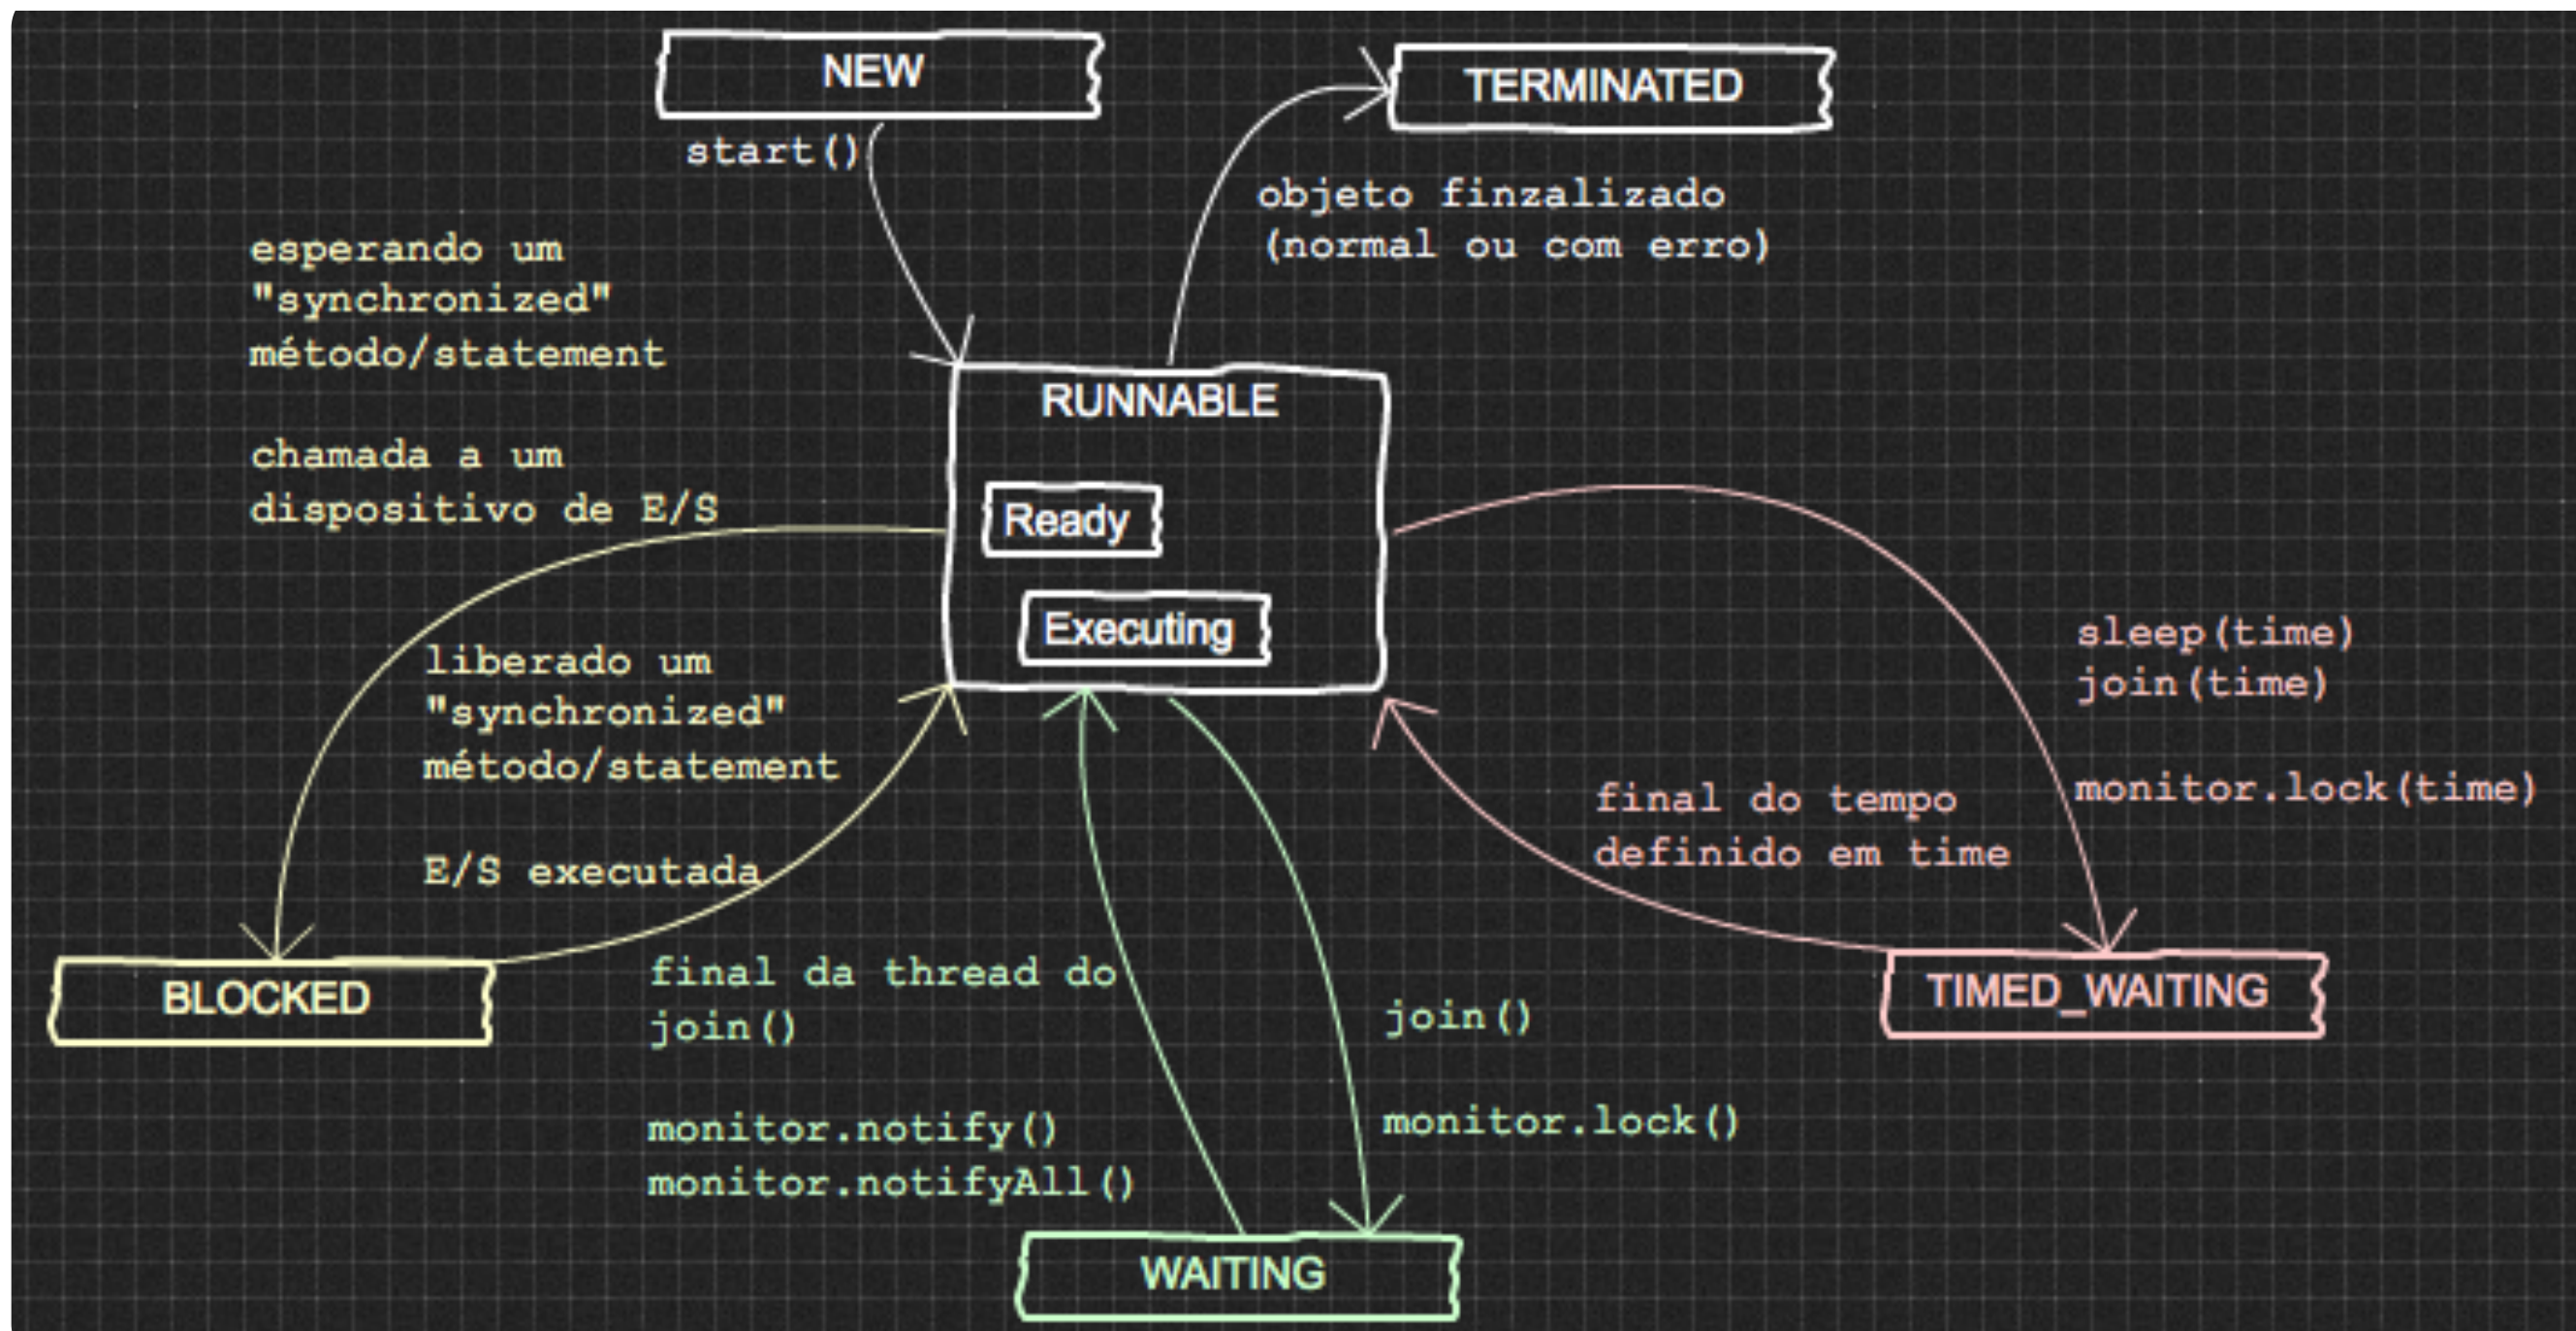 NEW
TERMINATED
start()
objeto finzalizado
(normal ou com erro)
esperando um
"synchronized"
método/statement
chamada a um
dispositivo de E/S
RUNNABLE
Ready
Executing
liberado um
"synchronized"
método/statement
E/S executada
sleep(time)
join(time)
monitor.lock(time)
final do tempo
definido em time
BLOCKED
TIMED_WAITING
final da thread do
join()
monitor.notify()
monitor.notifyAll()
join()
monitor.lock()
WAITING